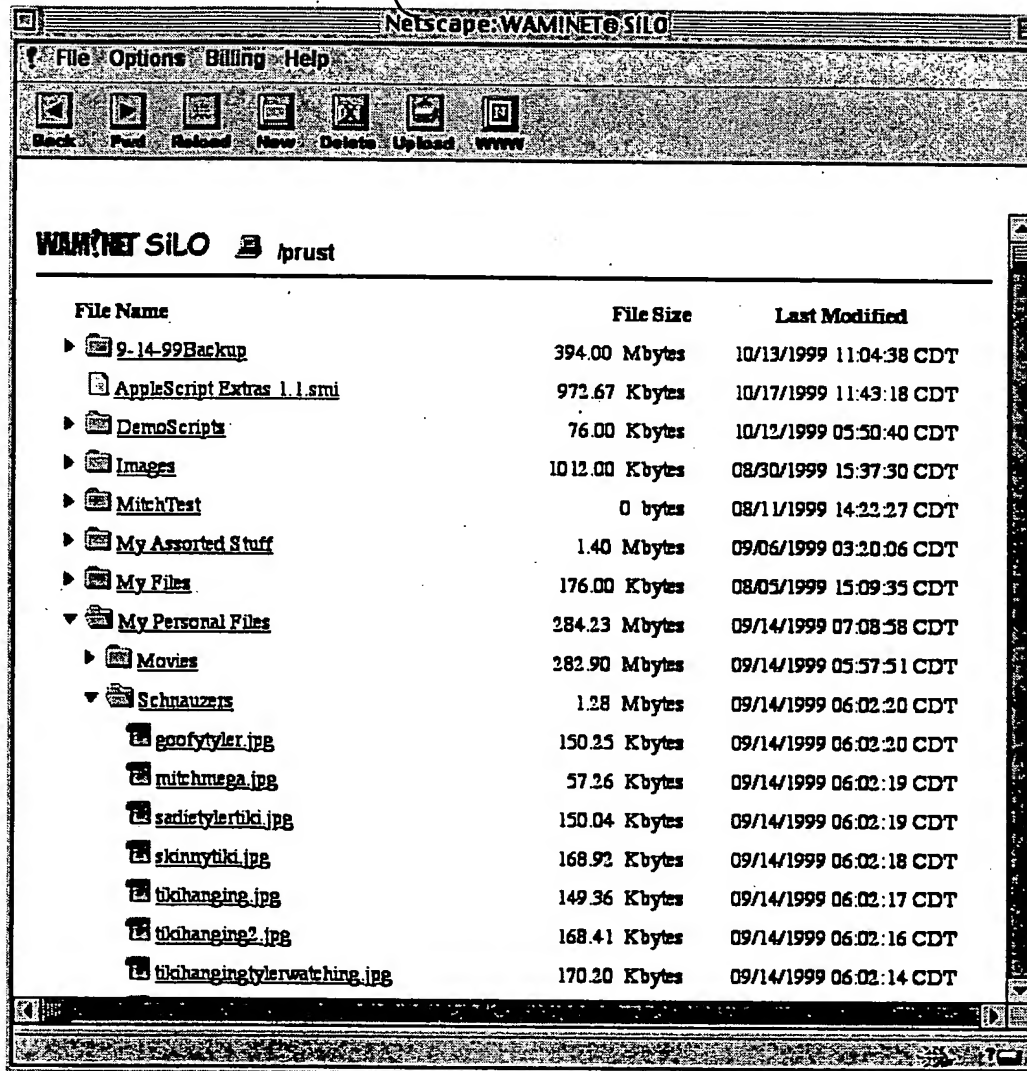 Netscape: WAM!NET® SiLO
File Options Billing Help
Back Fwd Reload New Delete Upload WWW
WAM!NET SiLO /prust
File Name File Size Last Modified
9-14-99Backup 394.00 Mbytes 10/13/1999 11:04:38 CDT
AppleScript Extras 1.1.smi 972.67 Kbytes 10/17/1999 11:43:18 CDT
DemoScripts 76.00 Kbytes 10/12/1999 05:50:40 CDT
Images 1012.00 Kbytes 08/30/1999 15:37:30 CDT
MitchTest 0 bytes 08/11/1999 14:22:27 CDT
My Assorted Stuff 1.40 Mbytes 09/06/1999 03:20:06 CDT
My Files 176.00 Kbytes 08/05/1999 15:09:35 CDT
My Personal Files 284.23 Mbytes 09/14/1999 07:08:58 CDT
Movies 282.90 Mbytes 09/14/1999 05:57:51 CDT
Schnauzers 1.28 Mbytes 09/14/1999 06:02:20 CDT
goofytyler.jpg 150.25 Kbytes 09/14/1999 06:02:20 CDT
mitchmega.jpg 57.26 Kbytes 09/14/1999 06:02:19 CDT
sadietylertiki.jpg 150.04 Kbytes 09/14/1999 06:02:19 CDT
skinnytiki.jpg 168.92 Kbytes 09/14/1999 06:02:18 CDT
tikihanging.jpg 149.36 Kbytes 09/14/1999 06:02:17 CDT
tikihanging2.jpg 168.41 Kbytes 09/14/1999 06:02:16 CDT
tikihangingtylerwatching.jpg 170.20 Kbytes 09/14/1999 06:02:14 CDT